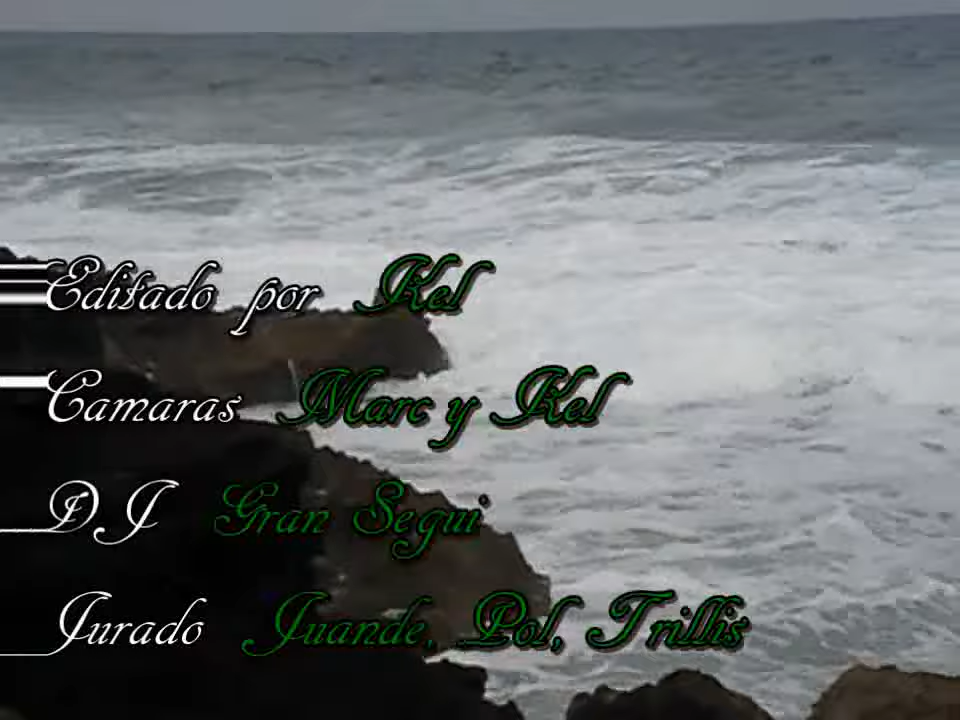 Editado por Kel
Camaras Marc y Kel
DJ Gran Segui
Jurado Juande, Pol, Trillis